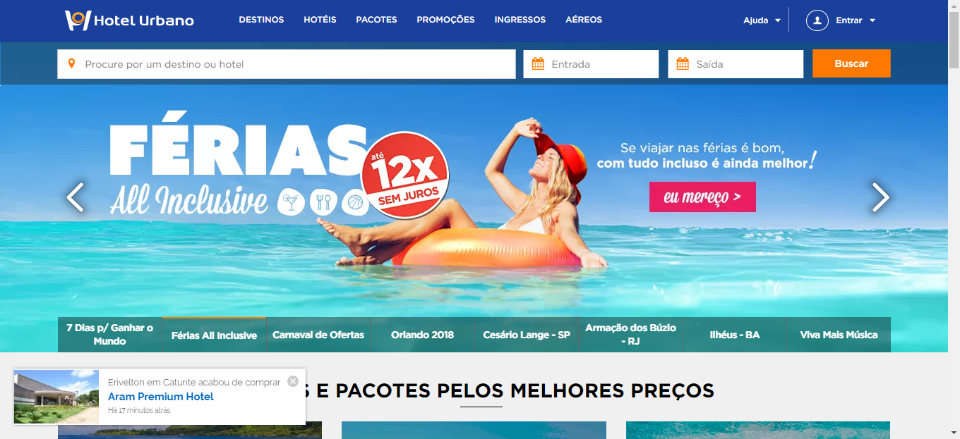 Hotel Urbano
DESTINOS HOTÉIS PACOTES PROMOÇÕES INGRESSOS AÉREOS
Ajuda
Entrar
Procure por um destino ou hotel
Entrada
Saída
Buscar
FÉRIAS
All Inclusive
até
12x
SEM JUROS
Se viajar nas férias é bom,
com tudo incluso é ainda melhor!
eu mereço >
7 Dias p/ Ganhar o
Mundo
Férias All Inclusive
Carnaval de Ofertas
Orlando 2018
Cesário Lange - SP
Armação dos Búzio
- RJ
Ilhéus - BA
Viva Mais Música
S E PACOTES PELOS MELHORES PREÇOS
Erivelton em Caturite acabou de comprar
Aram Premium Hotel
Há 17 minutos atrás